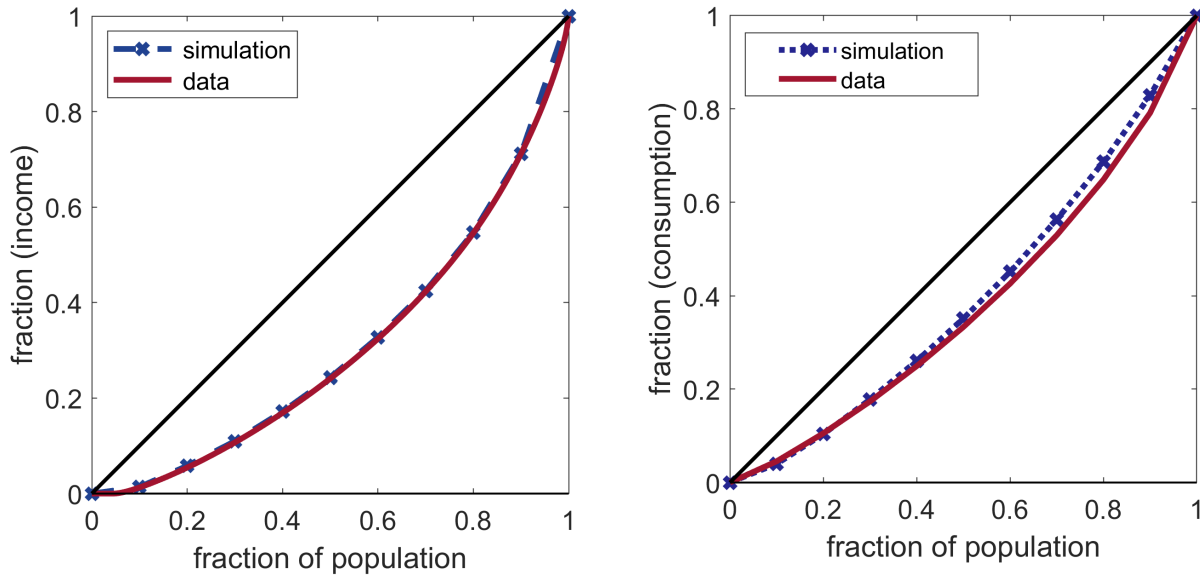 1
0.8
0.6
0.4
0.2
0
fraction (income)
simulation
data
0 0.2 0.4 0.6 0.8 1
fraction of population
1
0.8
0.6
0.4
0.2
0
fraction (consumption)
simulation
data
0 0.2 0.4 0.6 0.8 1
fraction of population